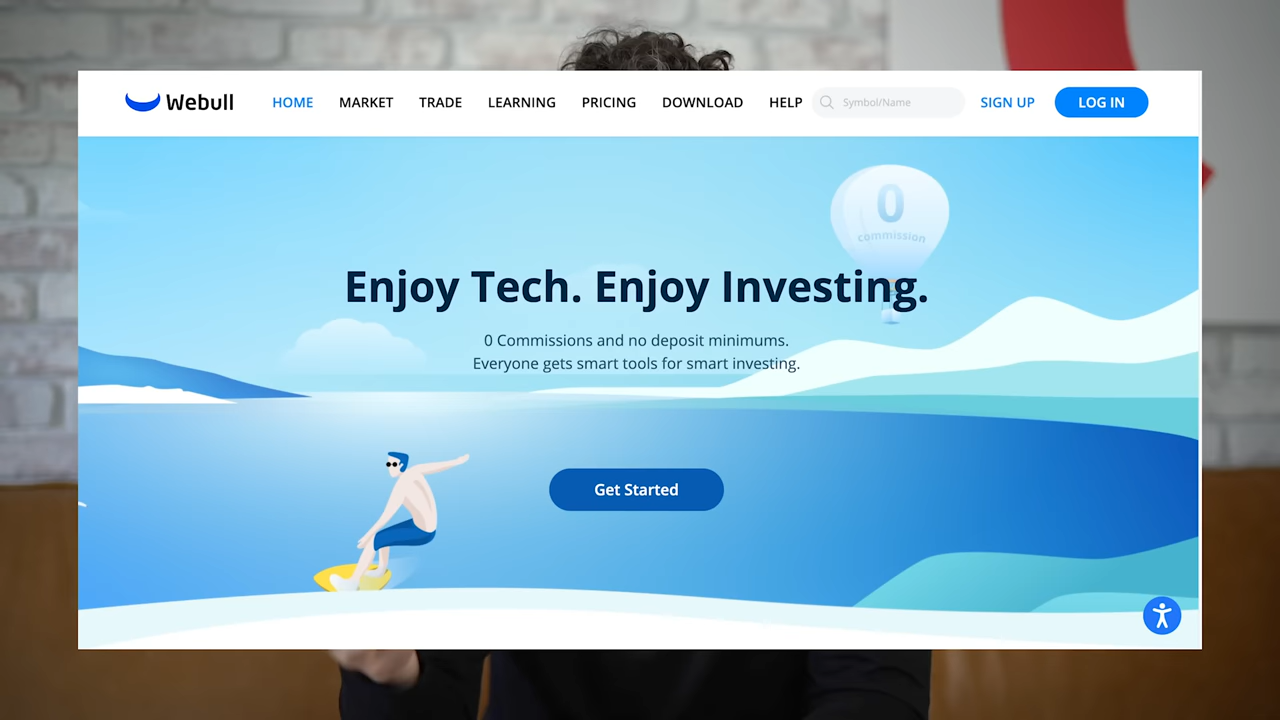 Webull
HOME MARKET TRADE LEARNING PRICING DOWNLOAD HELP Symbol/Name SIGN UP LOG IN
0
commission
Enjoy Tech. Enjoy Investing.
0 Commissions and no deposit minimums.
Everyone gets smart tools for smart investing.
Get Started